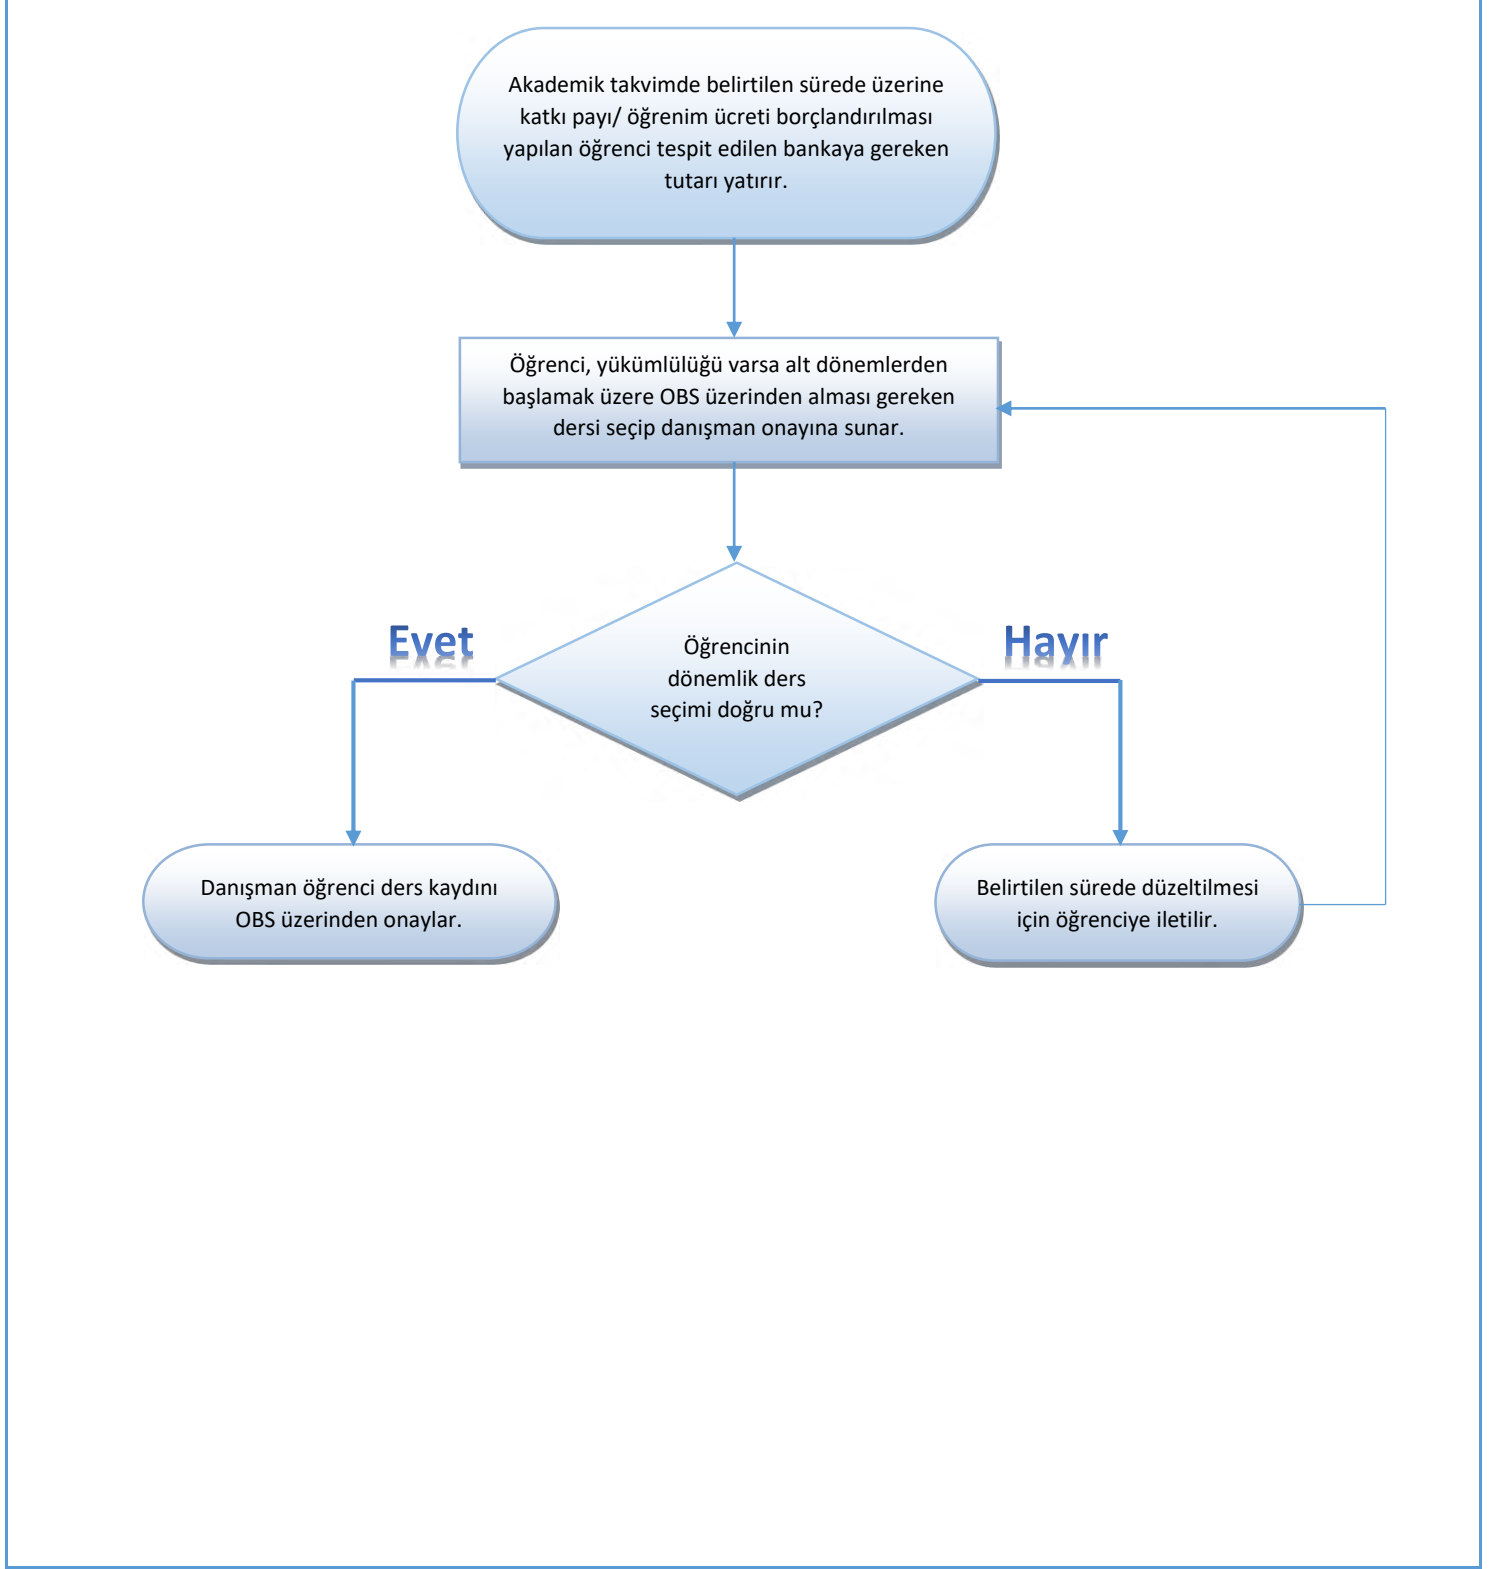 Akademik takvimde belirtilen sürede üzerine
katkı payı/ öğrenim ücreti borçlandırılması
yapılan öğrenci tespit edilen bankaya gereken
tutarı yatırır.
Öğrenci, yükümlülüğü varsa alt dönemlerden
başlamak üzere OBS üzerinden alması gereken
dersi seçip danışman onayına sunar.
Evet
Hayır
Öğrencinin
dönemlik ders
seçimi doğru mu?
Danışman öğrenci ders kaydını
OBS üzerinden onaylar.
Belirtilen sürede düzeltilmesi
için öğrenciye iletilir.